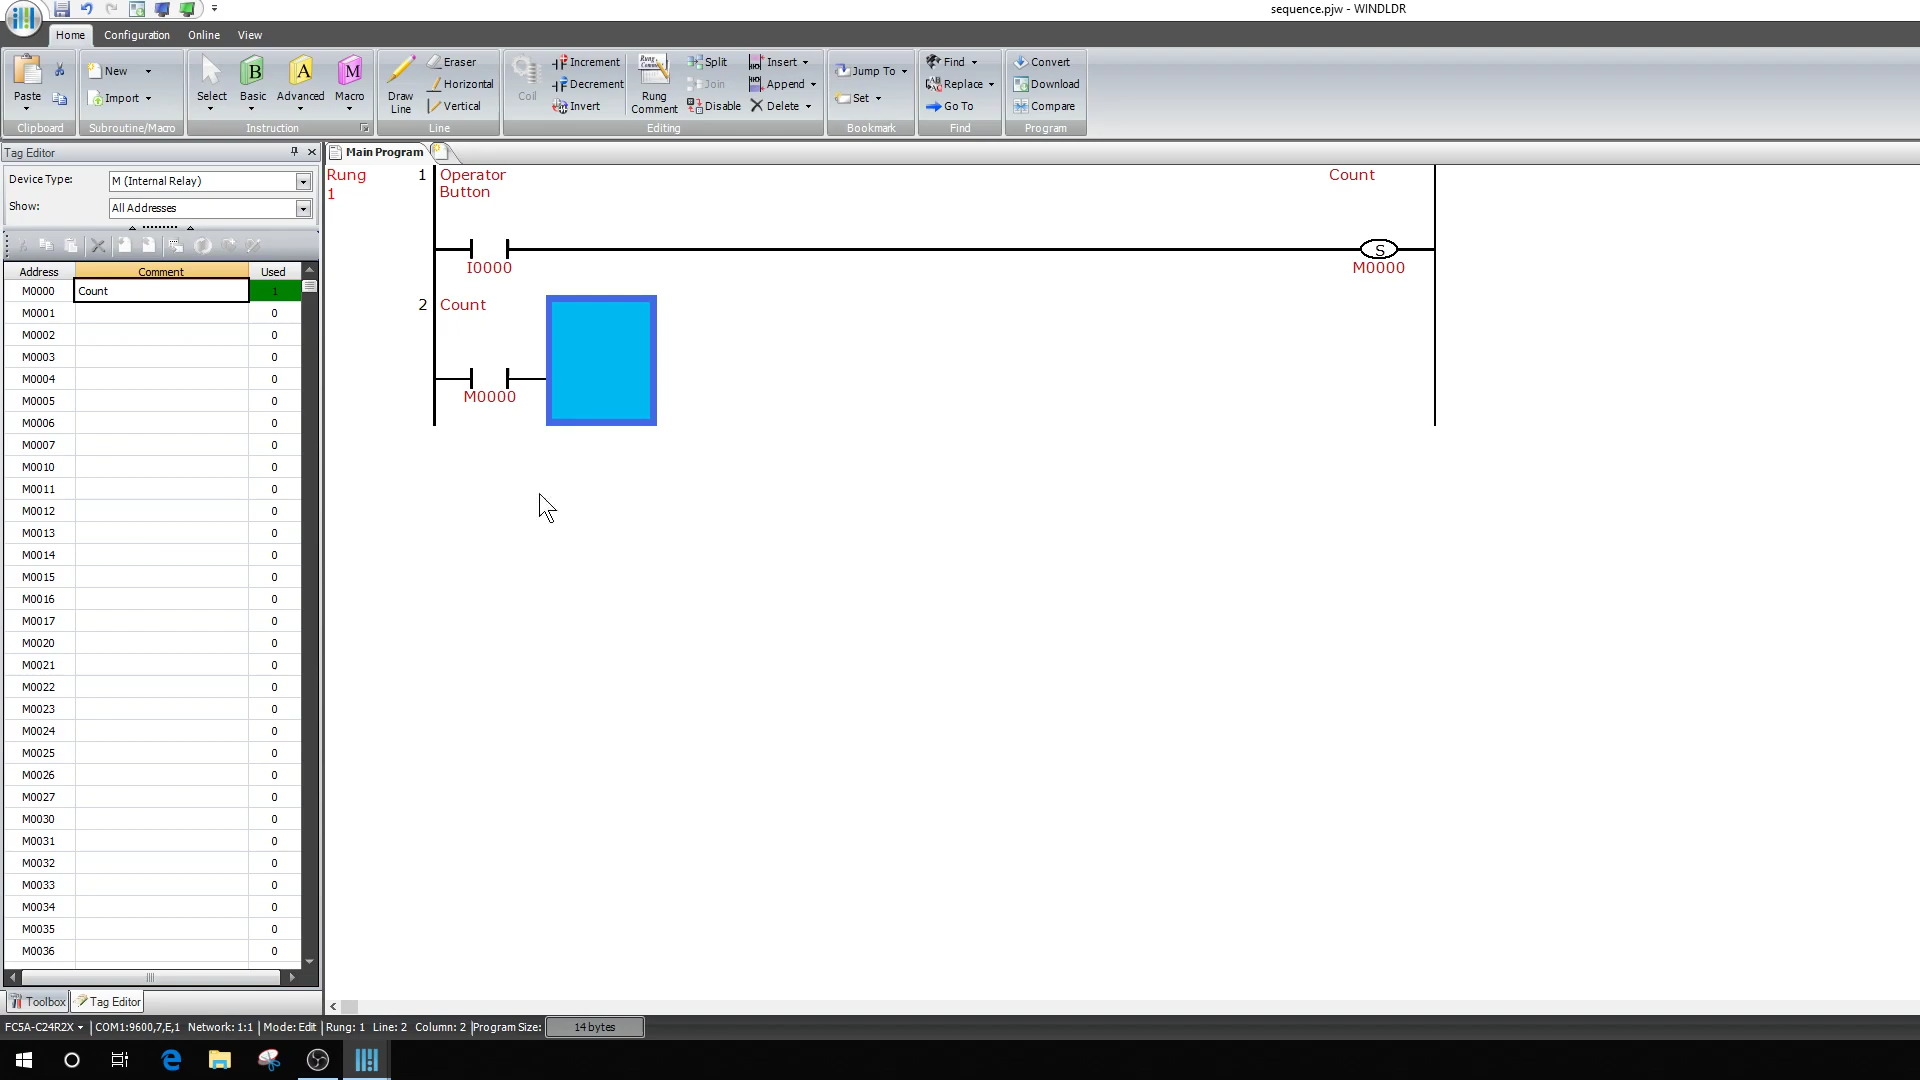 sequence.pjw - WINDLDR
Home Configuration Online View
Paste
Clipboard
New
Import
Subroutine/Macro
Select
Basic
Advanced
Macro
Instruction
Draw Line
Eraser
Horizontal
Vertical
Line
Coil
Increment
Decrement
Invert
Rung Comment
Split
Join
Disable
Insert
Append
Delete
Editing
Jump To
Set
Bookmark
Find
Replace
Go To
Find
Convert
Download
Compare
Program
Tag Editor
Device Type: M (Internal Relay)
Show: All Addresses
Address Comment Used
M0000 Count 1
M0001 0
M0002 0
M0003 0
M0004 0
M0005 0
M0006 0
M0007 0
M0010 0
M0011 0
M0012 0
M0013 0
M0014 0
M0015 0
M0016 0
M0017 0
M0020 0
M0021 0
M0022 0
M0023 0
M0024 0
M0025 0
M0026 0
M0027 0
M0030 0
M0031 0
M0032 0
M0033 0
M0034 0
M0035 0
M0036 0
Toolbox Tag Editor
Main Program
Rung 1
1 Operator Button
I0000
Count
S
M0000
2 Count
M0000
FC5A-C24R2X COM1:9600,7,E,1 Network: 1:1 Mode: Edit Rung: 1 Line: 2 Column: 2 Program Size: 14 bytes